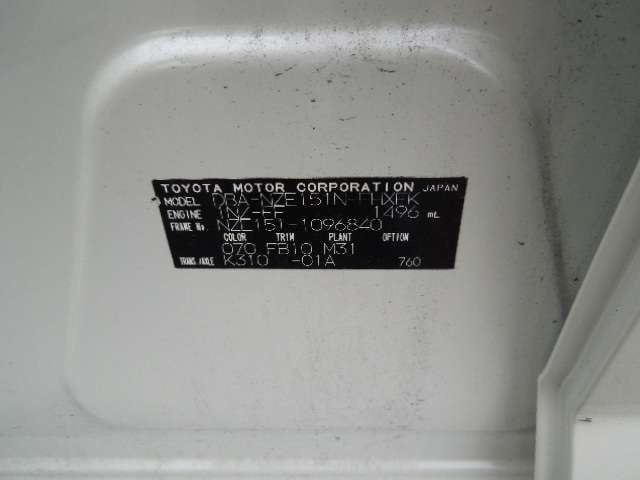 TOYOTA MOTOR CORPORATION JAPAN
MODEL DBA-NZE151N-FHXEK
ENGINE 1NZ-FE 1496 mL
FRAME No. NZE151-1096840
COLOR TRIM PLANT OPTION
070 FB10 M31
TRANS/AXLE K310 -01A 760